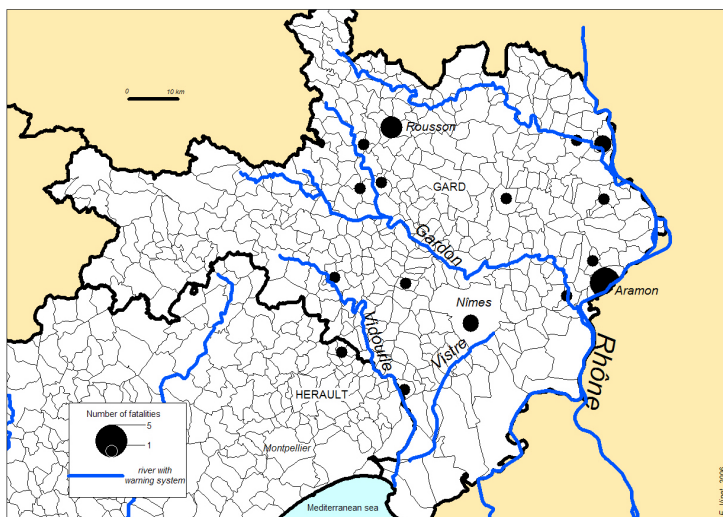 0 10 km
Rousson
GARD
Gardon
Aramon
Nîmes
Rhône
Vidourle
Vistre
HERAULT
Number of fatalities
5
1
Montpellier
river with
warning system
Mediterranean sea